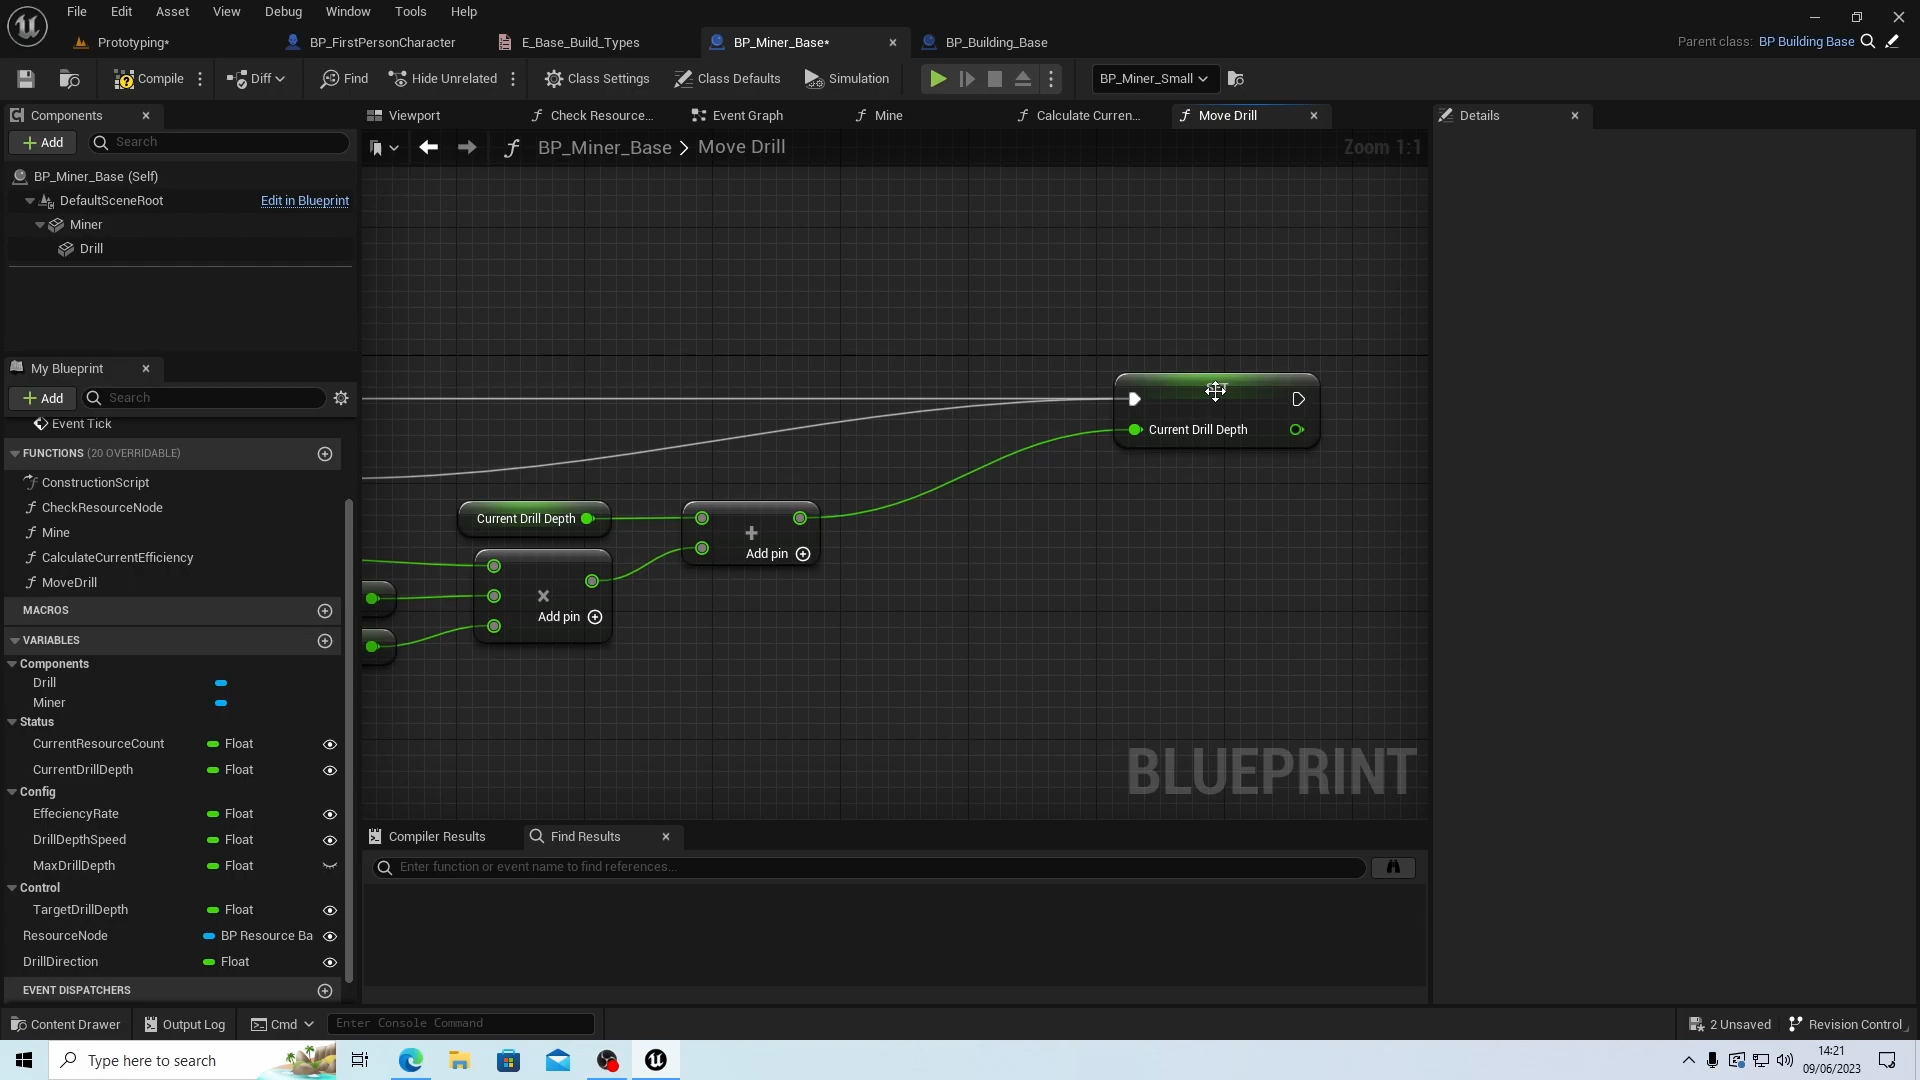 File Edit Asset View Debug Window Tools Help
Prototyping* BP_FirstPersonCharacter E_Base_Build_Types BP_Miner_Base* BP_Building_Base Parent class: BP Building Base
Compile Diff Find Hide Unrelated Class Settings Class Defaults Simulation BP_Miner_Small
Components
Add Search
BP_Miner_Base (Self)
DefaultSceneRoot Edit in Blueprint
Miner
Drill
My Blueprint
Add Search
Event Tick
FUNCTIONS (20 OVERRIDABLE)
ConstructionScript
CheckResourceNode
Mine
CalculateCurrentEfficiency
MoveDrill
MACROS
VARIABLES
Components
Drill
Miner
Status
CurrentResourceCount Float
CurrentDrillDepth Float
Config
EffeciencyRate Float
DrillDepthSpeed Float
MaxDrillDepth Float
Control
TargetDrillDepth Float
ResourceNode BP Resource Ba
DrillDirection Float
EVENT DISPATCHERS
Viewport Check Resource... Event Graph Mine Calculate Curren... Move Drill
BP_Miner_Base > Move Drill Zoom 1:1
Current Drill Depth
Current Drill Depth
+
Add pin
X
Add pin
BLUEPRINT
Compiler Results Find Results
Enter function or event name to find references...
Details
Content Drawer Output Log Cmd Enter Console Command 2 Unsaved Revision Control
Type here to search
14:21
09/06/2023